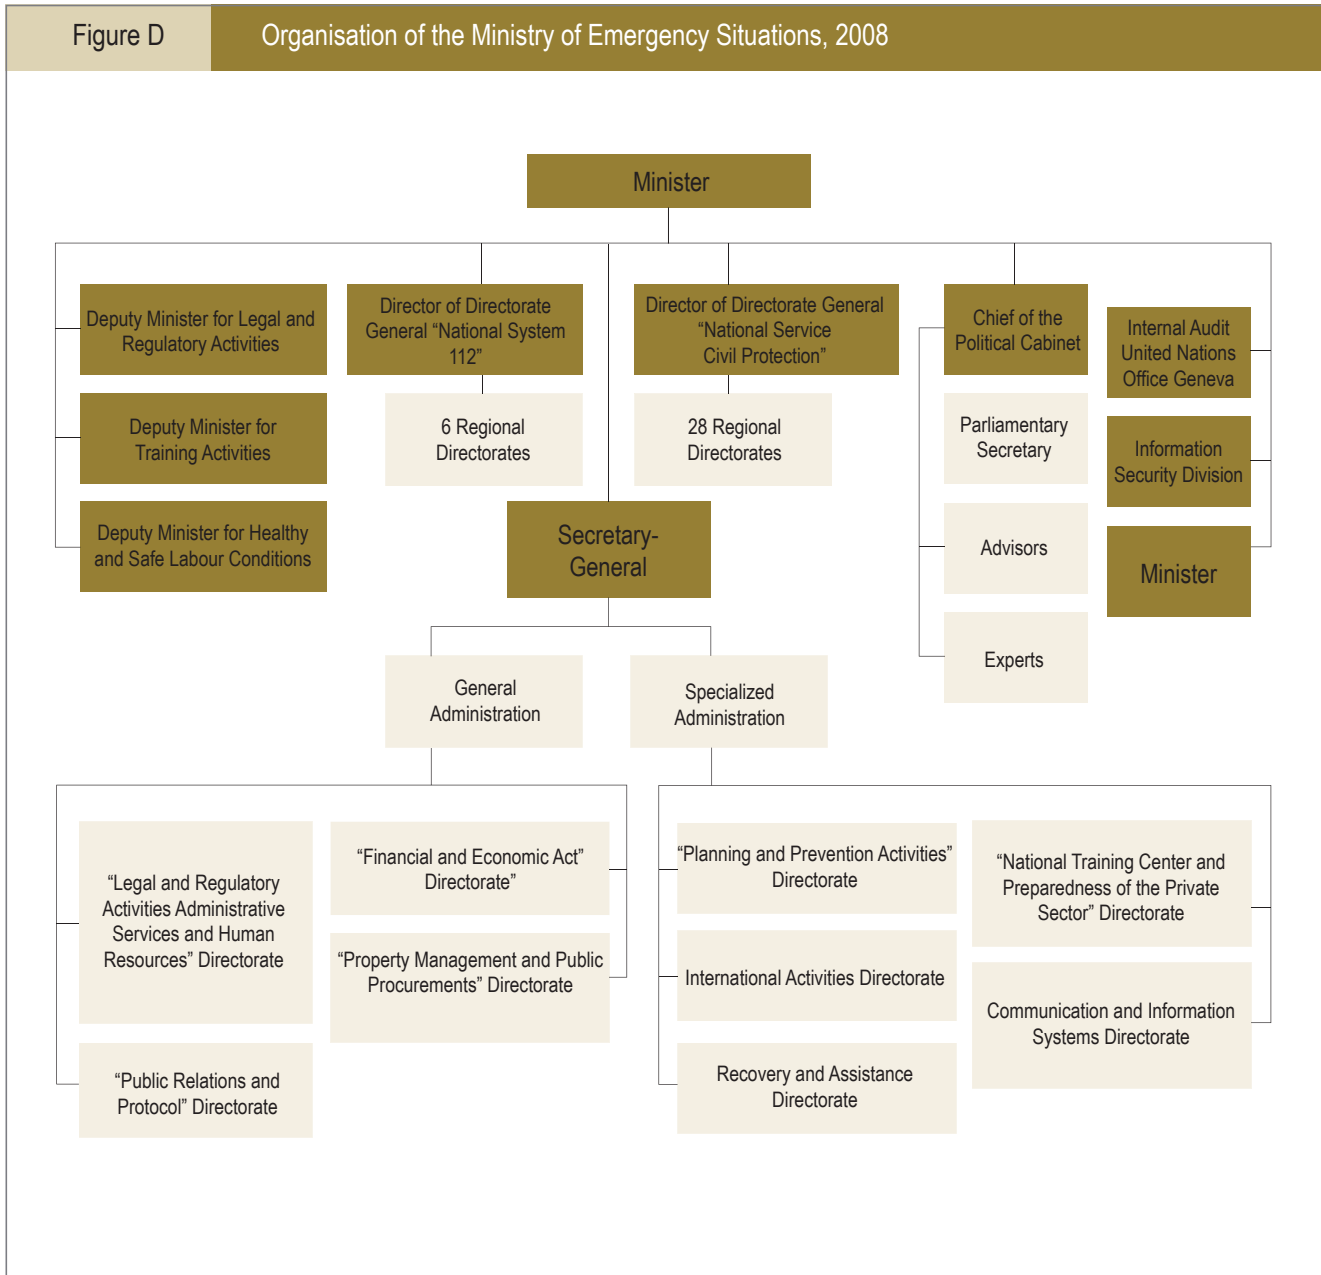 Figure D
Organisation of the Ministry of Emergency Situations, 2008
Minister
Deputy Minister for Legal and
Regulatory Activities
Deputy Minister for
Training Activities
Deputy Minister for Healthy
and Safe Labour Conditions
Director of Directorate
General “National System
112”
6 Regional
Directorates
Director of Directorate General
“National Service
Civil Protection”
28 Regional
Directorates
Chief of the
Political Cabinet
Parliamentary
Secretary
Advisors
Experts
Internal Audit
United Nations
Office Geneva
Information
Security Division
Minister
Secretary-
General
General
Administration
Specialized
Administration
“Legal and Regulatory
Activities Administrative
Services and Human
Resources” Directorate
“Public Relations and
Protocol” Directorate
“Financial and Economic Act”
Directorate”
“Property Management and Public
Procurements” Directorate
“Planning and Prevention Activities”
Directorate
International Activities Directorate
Recovery and Assistance
Directorate
“National Training Center and
Preparedness of the Private
Sector” Directorate
Communication and Information
Systems Directorate